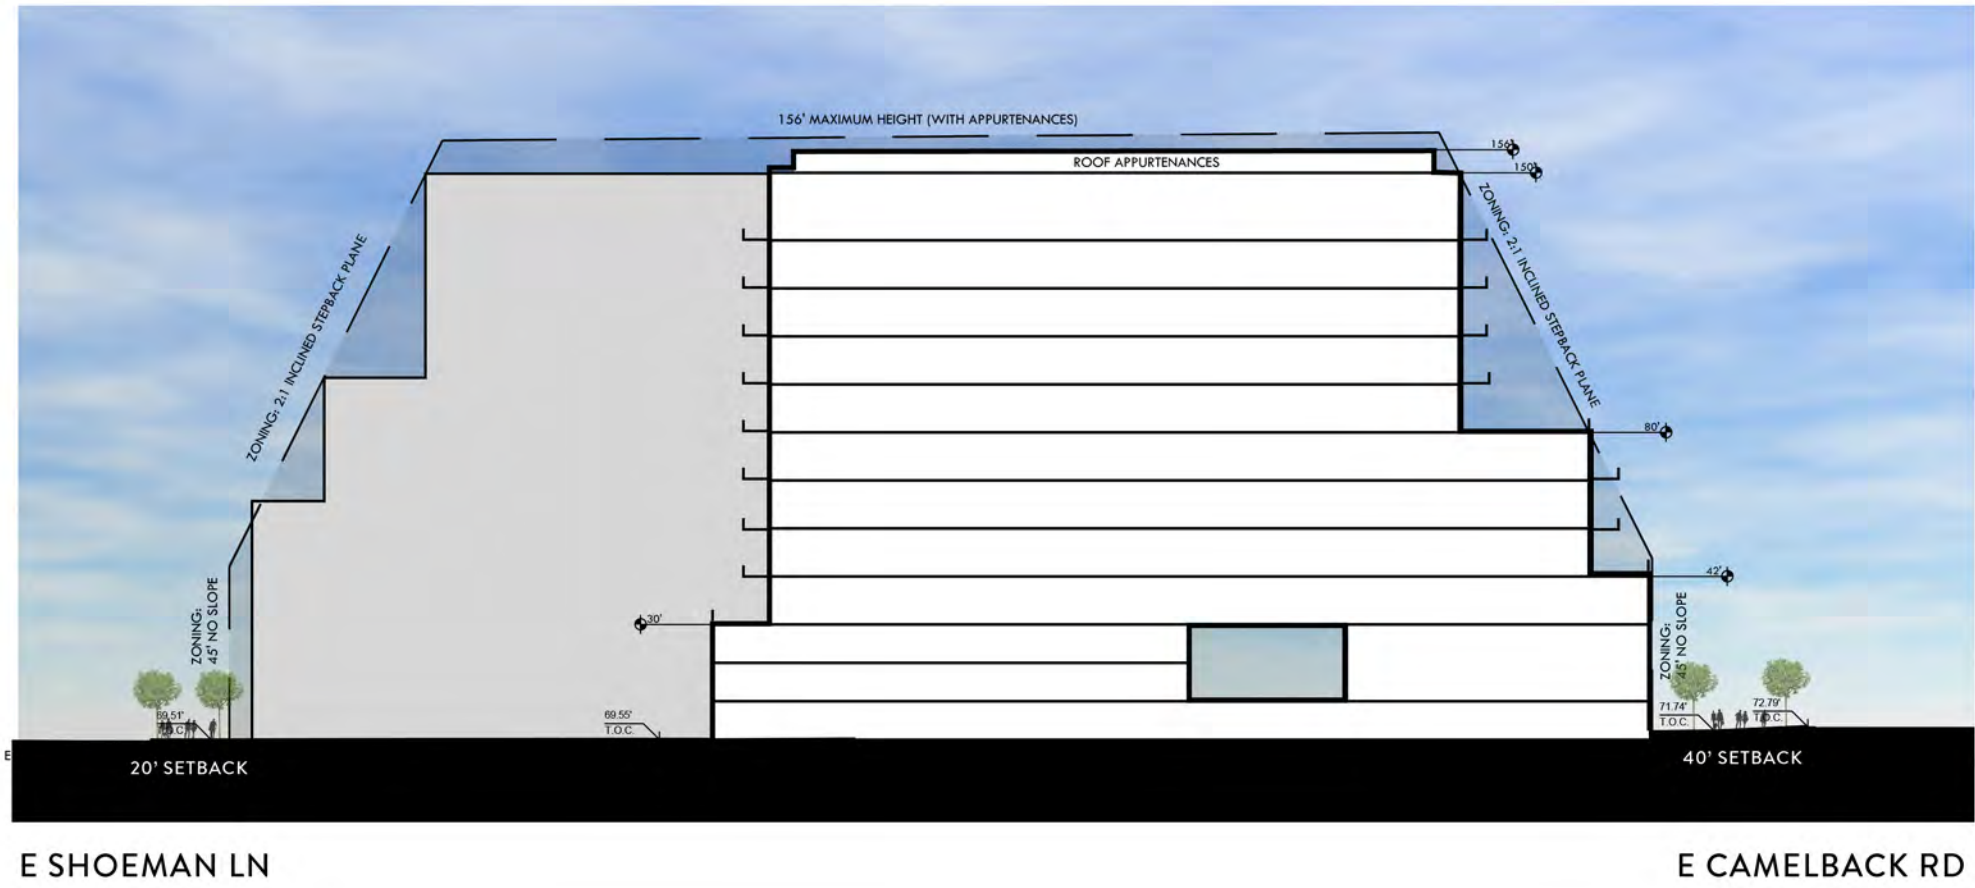 156' MAXIMUM HEIGHT (WITH APPURTENANCES)
ROOF APPURTENANCES
156'
150'
ZONING: 2:1 INCLINED STEPBACK PLANE
ZONING: 2:1 INCLINED STEPBACK PLANE
80'
42'
30'
ZONING:
45' NO SLOPE
ZONING:
45' NO SLOPE
69.51'
T.O.C.
69.55'
T.O.C.
71.74'
T.O.C.
72.79'
T.O.C.
E
20' SETBACK
40' SETBACK
E SHOEMAN LN
E CAMELBACK RD